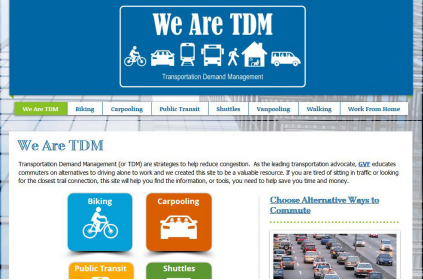 We Are TDM
Transportation Demand Management
We Are TDM Biking Carpooling Public Transit Shuttles Vanpooling Walking Work From Home
We Are TDM
Transportation Demand Management (or TDM) are strategies to help reduce congestion. As the leading transportation advocate, GVF educates
commuters on alternatives to driving alone to work and we created this site to be a valuable resource. If you are tired of sitting in traffic or looking
for the closest trail connection, this site will help you find the information, or tools, you need to help save you time and money.
Biking Carpooling
Choose Alternative Ways to
Commute
Public Transit Shuttles